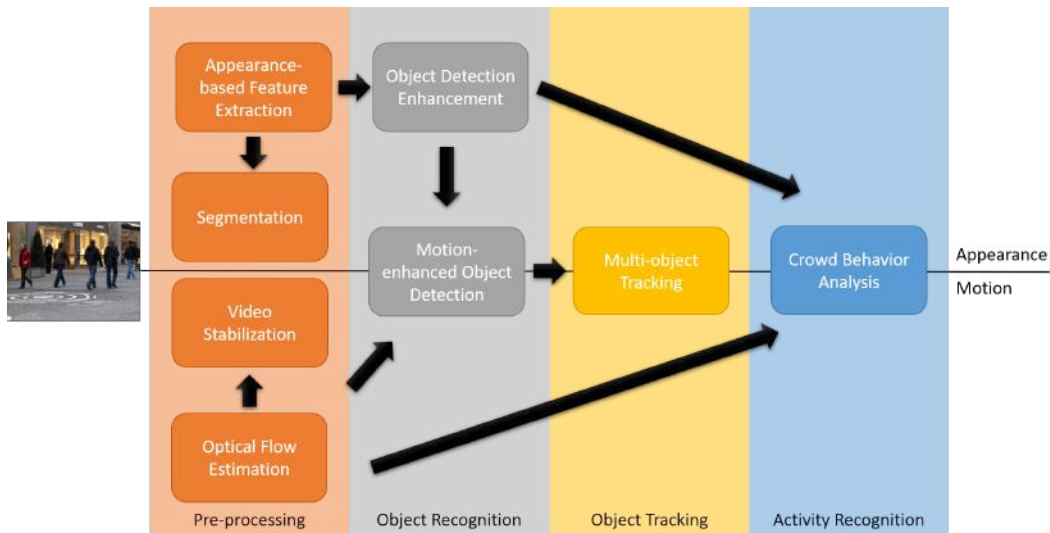 Appearance-
based Feature
Extraction
Object Detection
Enhancement
Segmentation
Motion-
enhanced Object
Detection
Multi-object
Tracking
Crowd Behavior
Analysis
Appearance
Motion
Video
Stabilization
Optical Flow
Estimation
Pre-processing
Object Recognition
Object Tracking
Activity Recognition